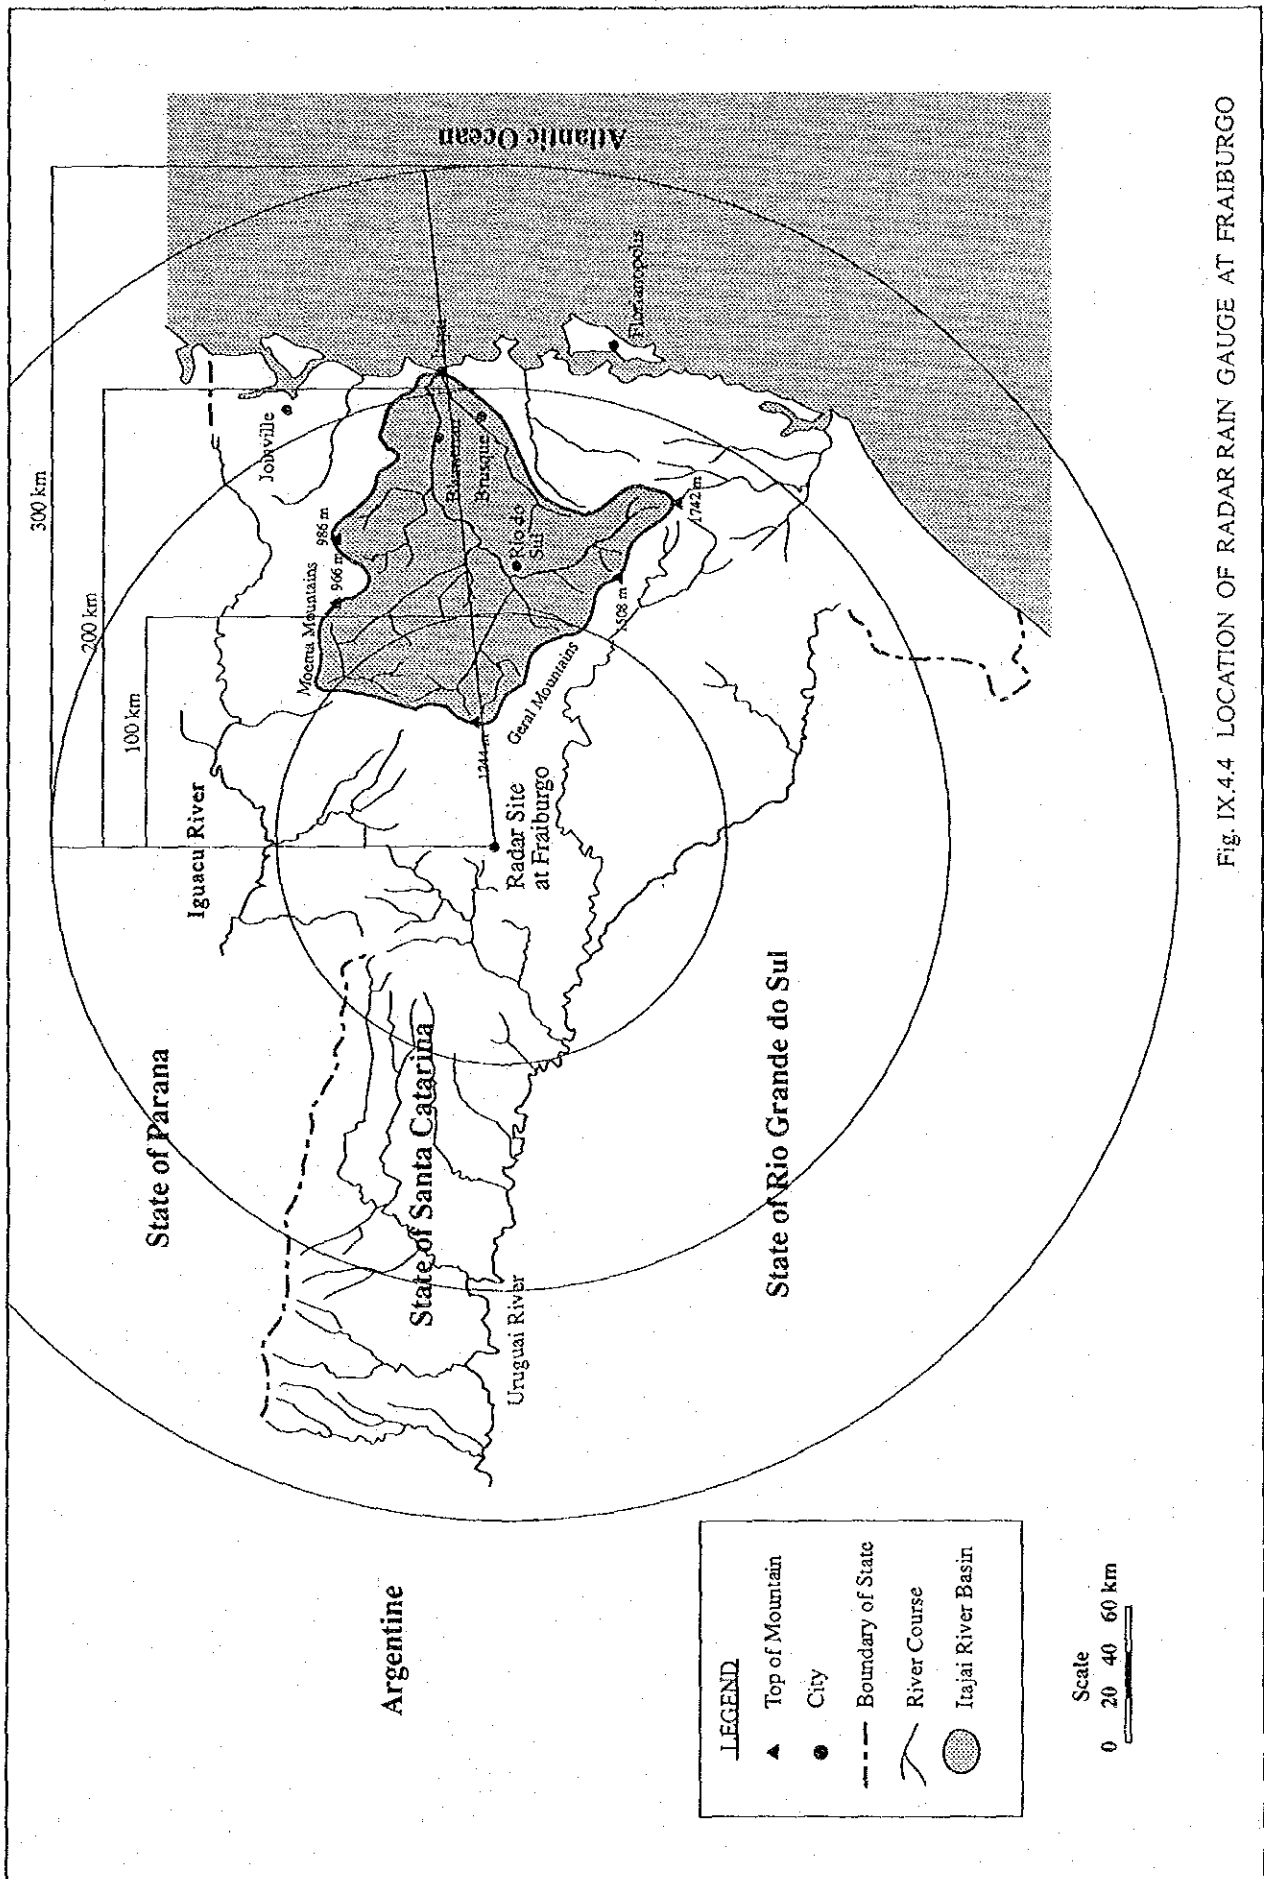 300 km
200 km
100 km
Atlantic Ocean
Joinville
986 m
966 m
Moema Mountains
Iguacu River
State of Parana
Brusque
Rio do
Sul
Florianopolis
1742 m
1508 m
Geral Mountains
1244 m
Radar Site
at Fraiburgo
State of Santa Catarina
Uruguai River
State of Rio Grande do Sul
Argentine
LEGEND
Top of Mountain
City
Boundary of State
River Course
Itajai River Basin
Scale
0 20 40 60 km
Fig. IX.4.4 LOCATION OF RADAR RAIN GAUGE AT FRAIBURGO